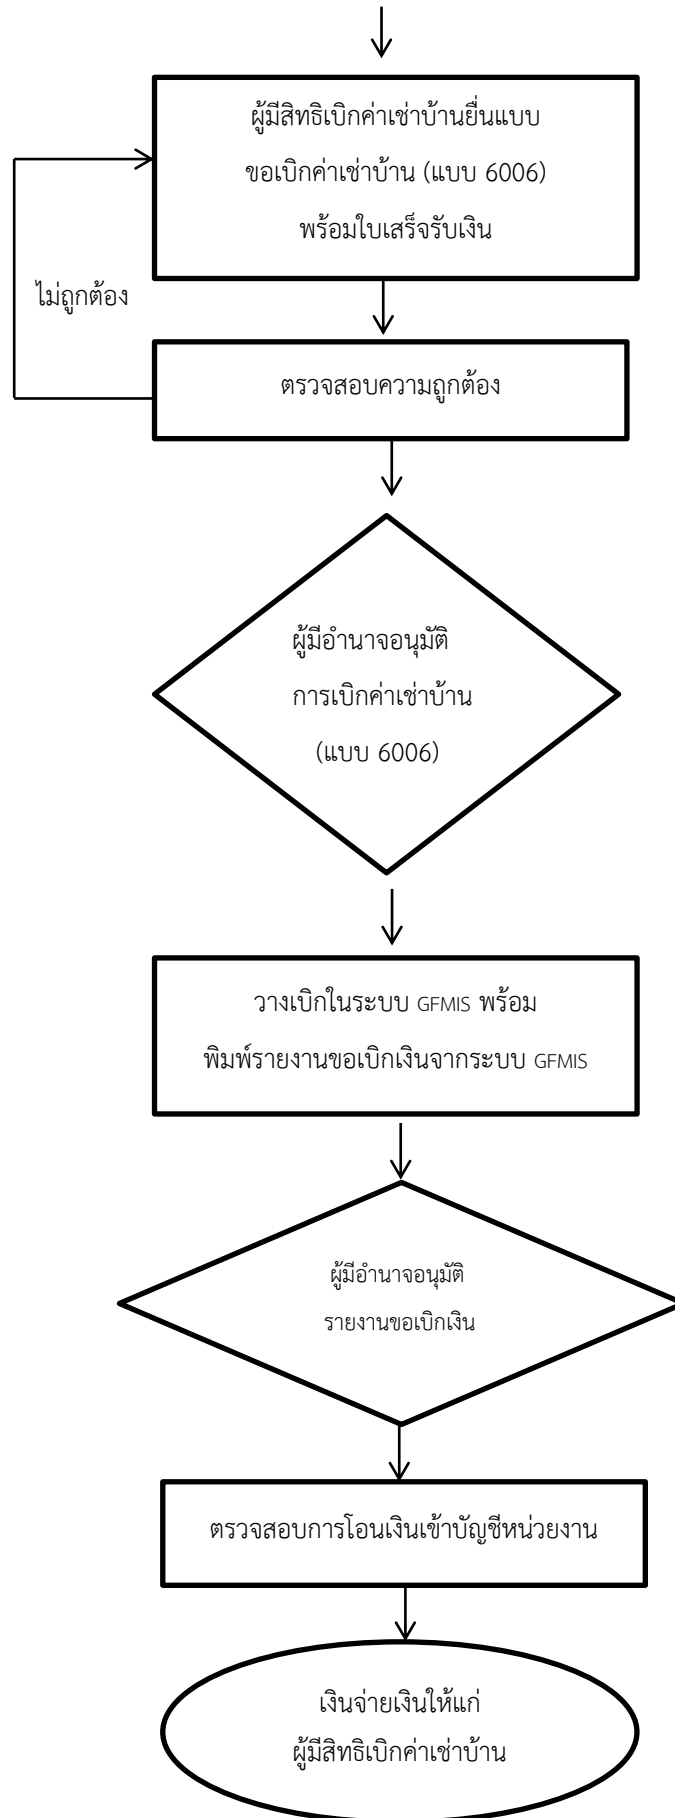 ผู้มีสิทธิเบิกค่าเช่าบ้านยื่นแบบ
ขอเบิกค่าเช่าบ้าน (แบบ 6006)
พร้อมใบเสร็จรับเงิน
ไม่ถูกต้อง
ตรวจสอบความถูกต้อง
ผู้มีอำนาจอนุมัติ
การเบิกค่าเช่าบ้าน
(แบบ 6006)
วางเบิกในระบบ GFMIS พร้อม
พิมพ์รายงานขอเบิกเงินจากระบบ GFMIS
ผู้มีอำนาจอนุมัติ
รายงานขอเบิกเงิน
ตรวจสอบการโอนเงินเข้าบัญชีหน่วยงาน
เงินจ่ายเงินให้แก่
ผู้มีสิทธิเบิกค่าเช่าบ้าน